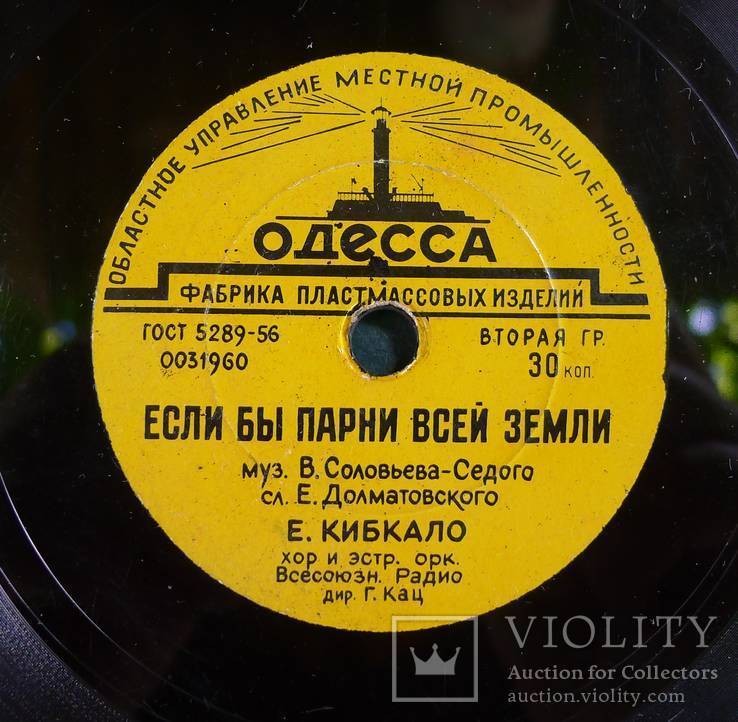 ОБЛАСТНОЕ УПРАВЛЕНИЕ МЕСТНОЙ ПРОМЫШЛЕННОСТИ
ОДЕССА
ФАБРИКА ПЛАСТМАССОВЫХ ИЗДЕЛИЙ
ГОСТ 5289-56
0031960
ВТОРАЯ ГР.
30 КОП.
ЕСЛИ БЫ ПАРНИ ВСЕЙ ЗЕМЛИ
муз. В. Соловьева-Седого
сл. Е. Долматовского
Е. КИБКАЛО
хор и эстр. орк.
Всесоюзн. Радио
дир. Г. Кац
VIOLITY
Auction for Collectors
auction.violity.com